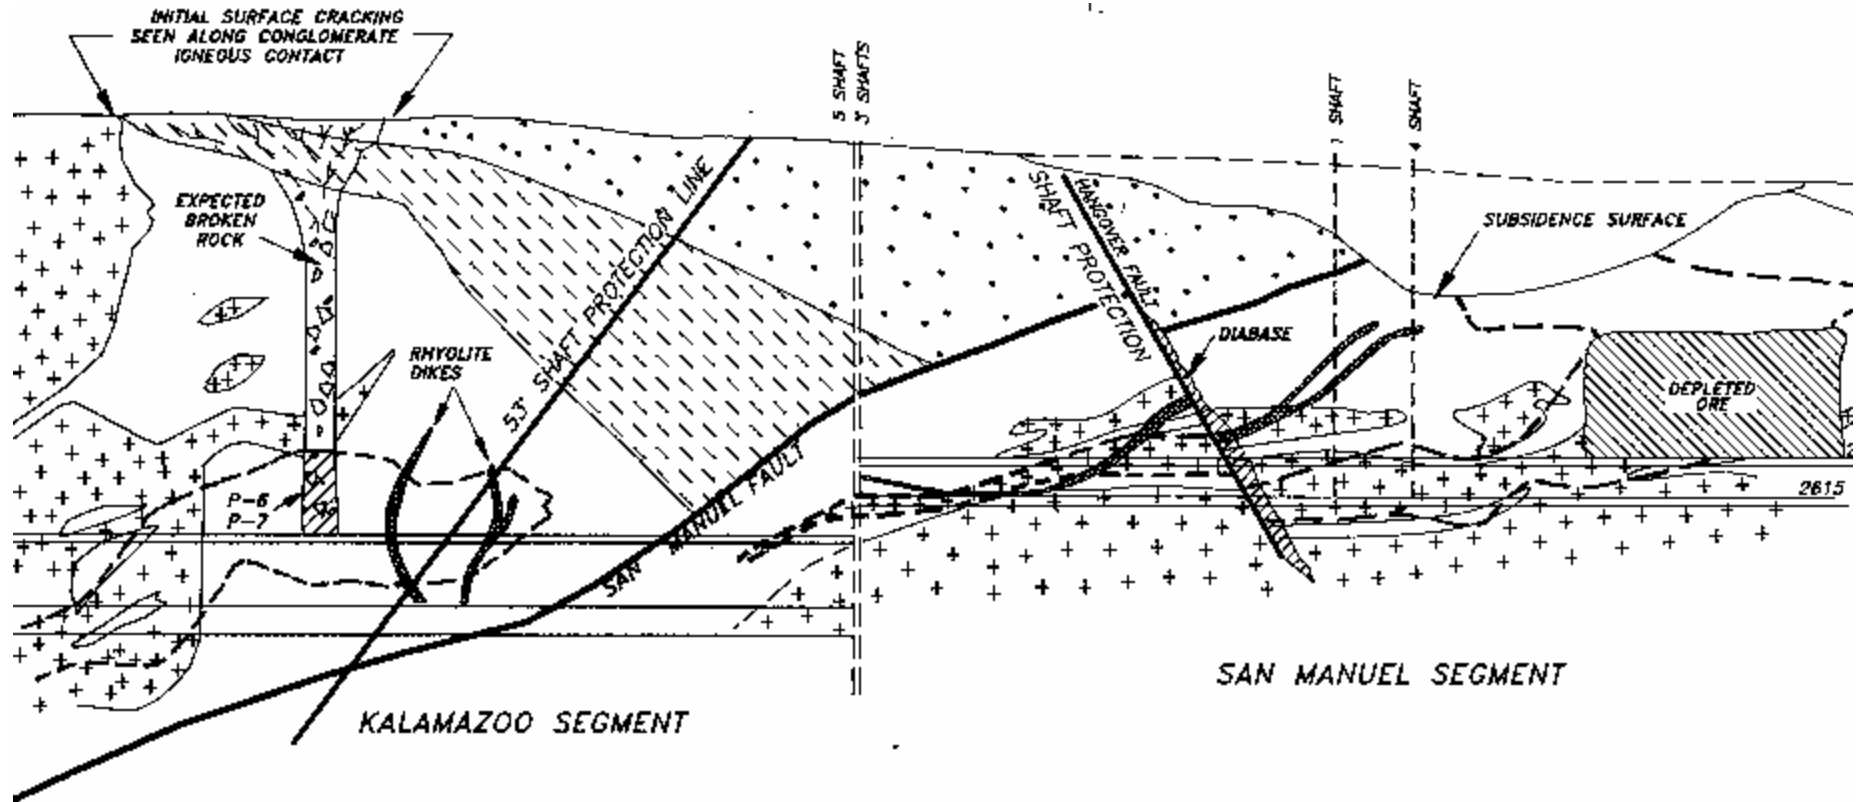 INITIAL SURFACE CRACKING
SEEN ALONG CONGLOMERATE
IGNEOUS CONTACT
5 SHAFT
3 SHAFTS
1 SHAFT
4 SHAFT
EXPECTED
BROKEN
ROCK
53° SHAFT PROTECTION LINE
HANGOVER FAULT
SHAFT PROTECTION
SUBSIDENCE SURFACE
RHYOLITE
DIKES
DIABASE
DEPLETED
ORE
P-6
P-7
SAN MANUEL FAULT
2615
KALAMAZOO SEGMENT
SAN MANUEL SEGMENT